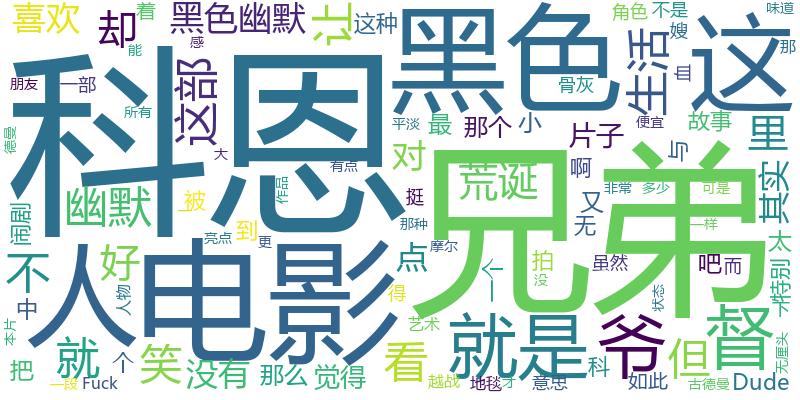 喜欢
却
黑色幽默
让
这种
角色
不是
味道
着
嫂
那
朋友
能
感
一部
所有
科恩
这部
黑色
骨灰
生活
血
这
那个
小
最
平淡
片子
便宜
故事
里
德曼
大
有点
对
与
作品
荒诞
啊
非常
多少
可是
其实
幽默
被
挺
兄弟
又
无
一样
闹剧
到
亮点
更
那种
摩尔
不
好
点
一个
拍
没
虽然
吧
而
太
特别
人
电影
中
人物
得
状态
才
本片
艺术
爷
但
督
无厘头
把
就
个
笑
没有
那么
觉得
看
就是
科
如此
一段
Fuck
越战
地毯
才
意思
古德曼
Dude